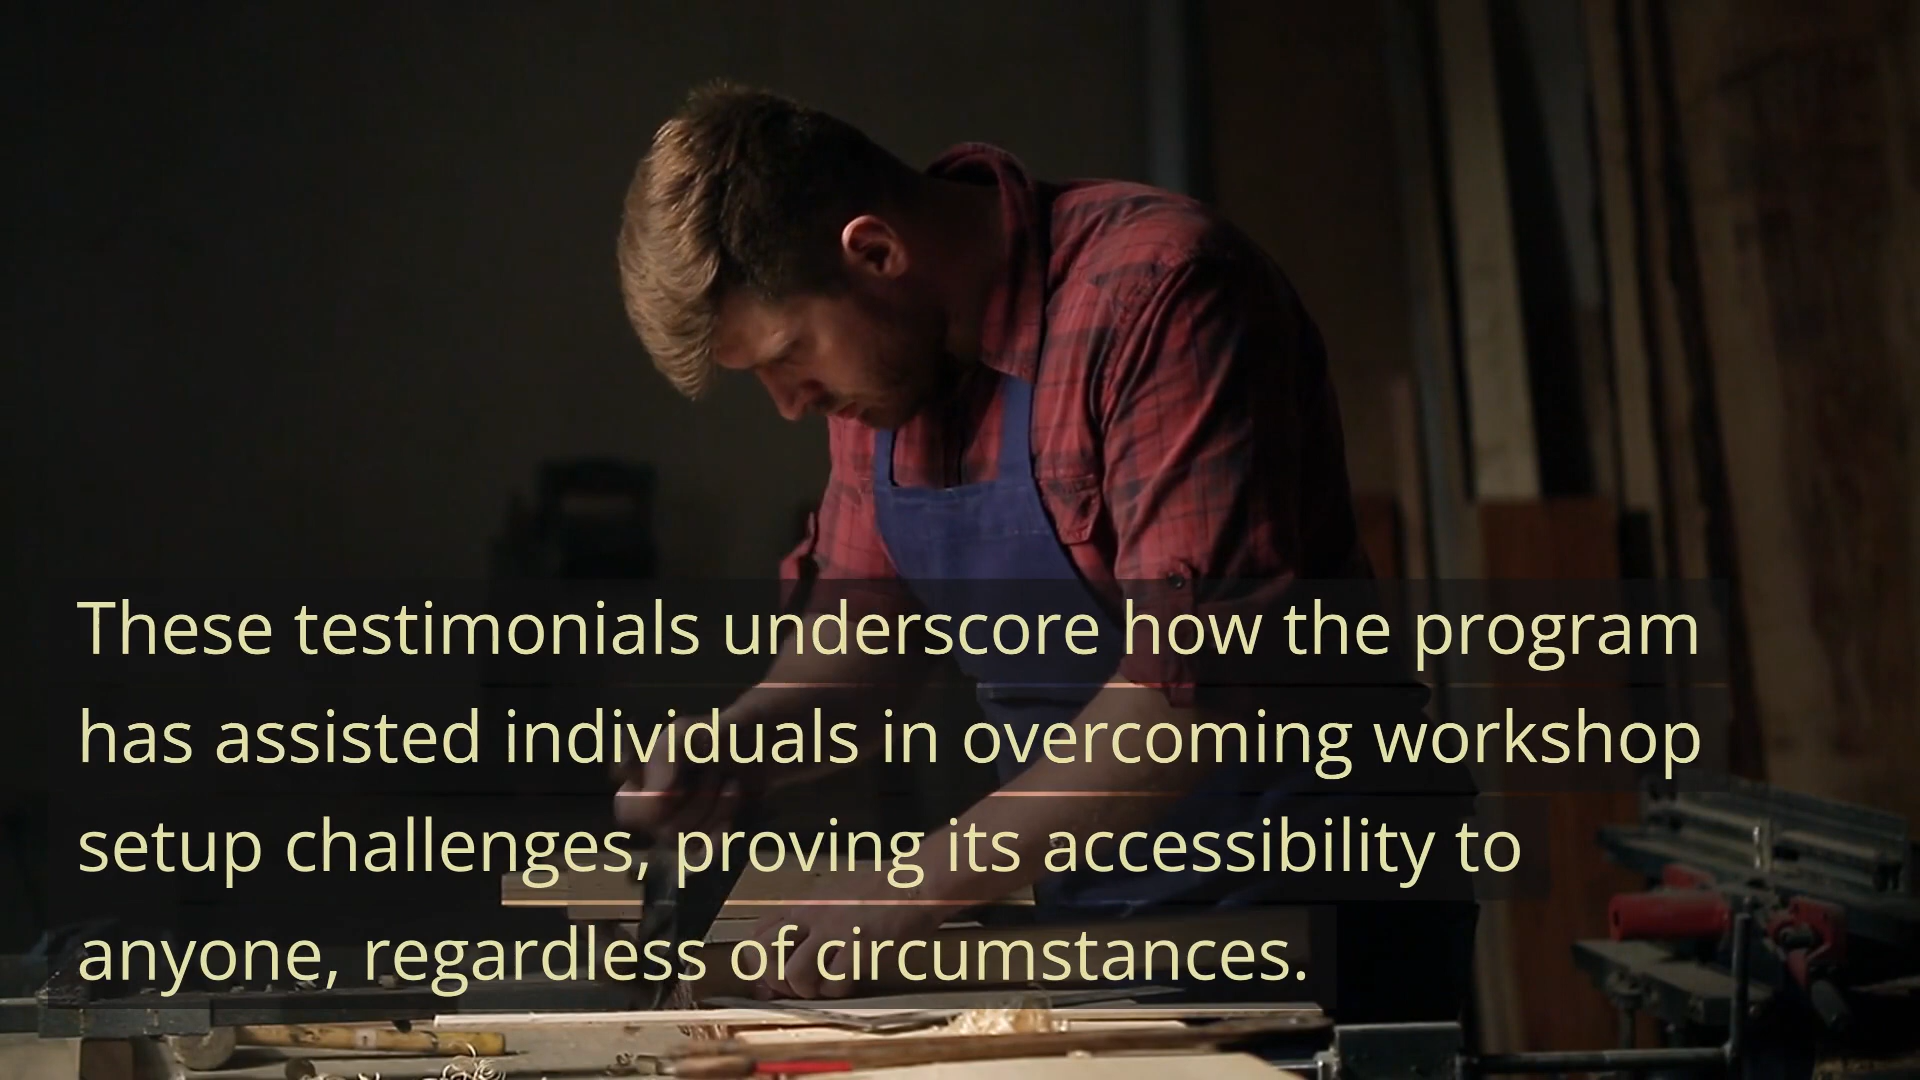 These testimonials underscore how the program
has assisted individuals in overcoming workshop
setup challenges, proving its accessibility to
anyone, regardless of circumstances.